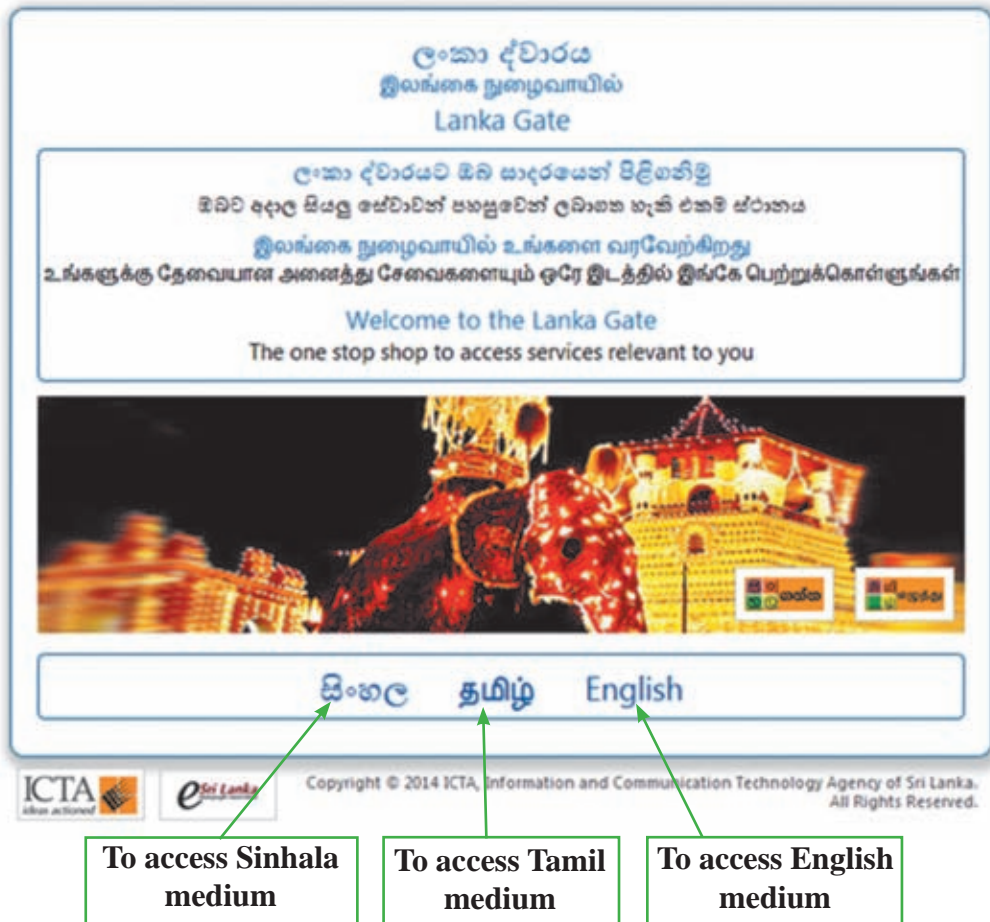 ලංකා ද්වාරය
இலங்கை நுழைவாயில்
Lanka Gate
ලංකා ද්වාරයට ඔබ සාදරයෙන් පිළිගනිමු
ඔබට අදාල සියලු සේවාවන් පහසුවෙන් ලබාගත හැකි එකම ස්ථානය
இலங்கை நுழைவாயில் உங்களை வரவேற்கிறது
உங்களுக்கு தேவையான அனைத்து சேவைகளையும் ஒரே இடத்தில் இங்கே பெற்றுக்கொள்ளுங்கள்
Welcome to the Lanka Gate
The one stop shop to access services relevant to you
සිංහල தமிழ் English
ICTA
ideas actioned
eSri Lanka
Copyright © 2014 ICTA, Information and Communication Technology Agency of Sri Lanka.
All Rights Reserved.
To access Sinhala
medium
To access Tamil
medium
To access English
medium